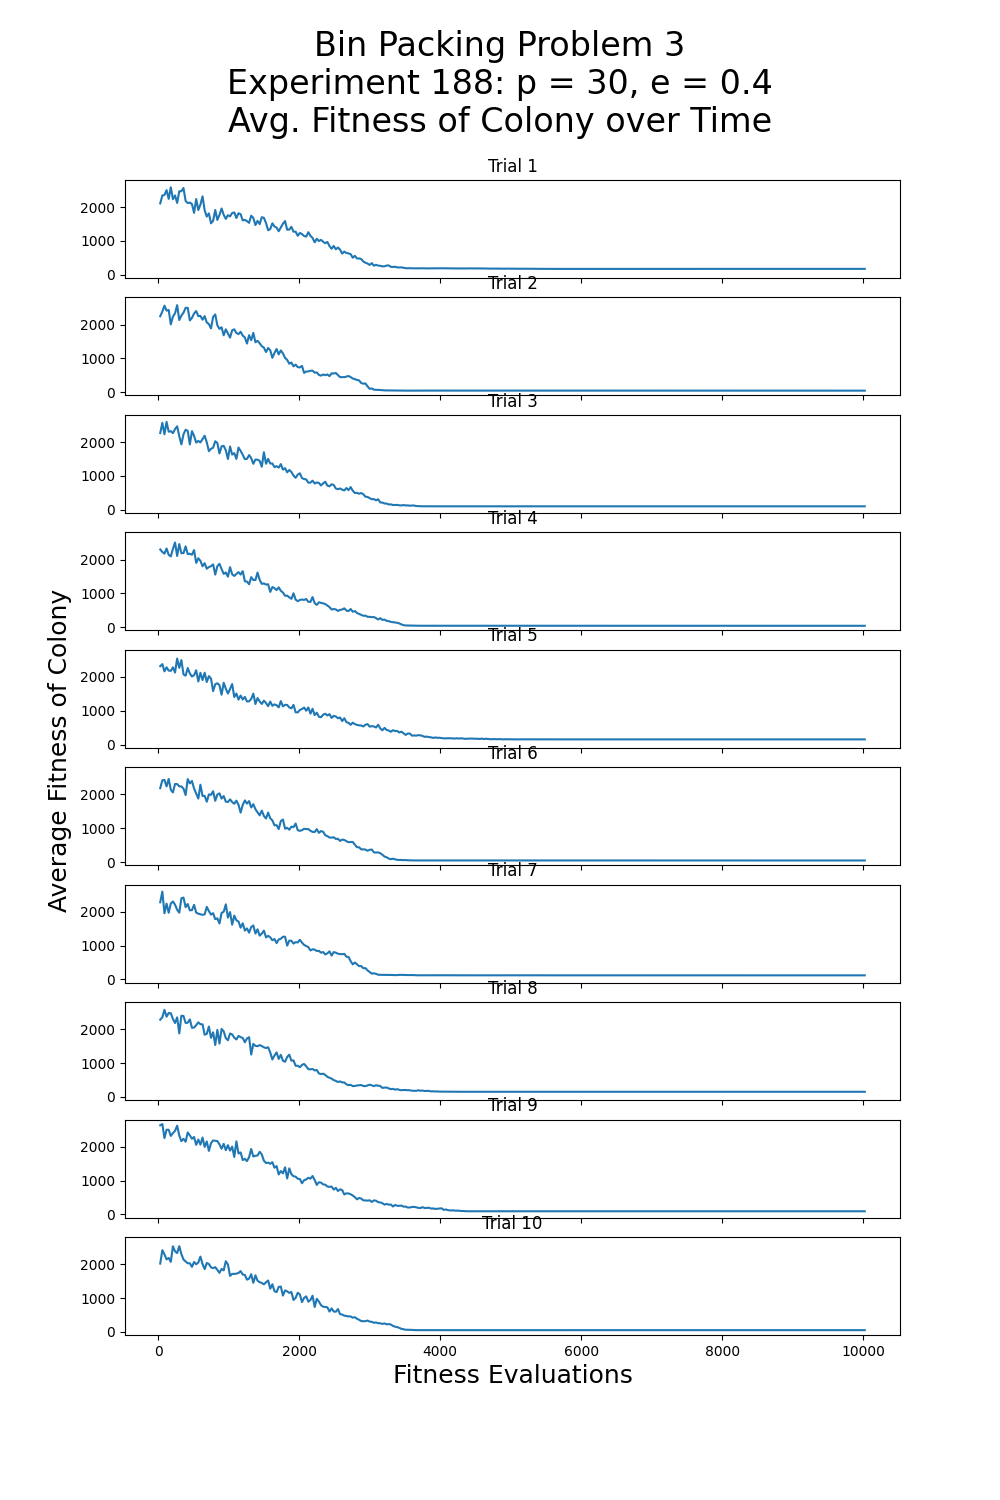 Bin Packing Problem 3
Experiment 188: p = 30, e = 0.4
Avg. Fitness of Colony over Time
Trial 1
2000
1000
0
Trial 2
2000
1000
0
Trial 3
2000
1000
0
Trial 4
2000
1000
0
Trial 5
2000
1000
0
Trial 6
2000
1000
0
Trial 7
2000
1000
0
Trial 8
2000
1000
0
Trial 9
2000
1000
0
Trial 10
2000
1000
0
0 2000 4000 6000 8000 10000
Fitness Evaluations
Average Fitness of Colony